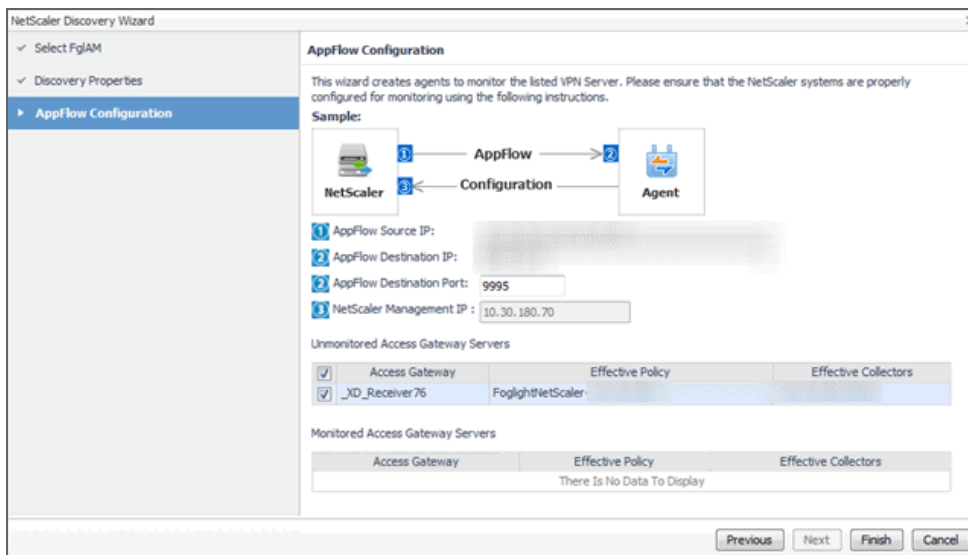 NetScaler Discovery Wizard
Select FglAM
Discovery Properties
AppFlow Configuration
AppFlow Configuration
This wizard creates agents to monitor the listed VPN Server. Please ensure that the NetScaler systems are properly
configured for monitoring using the following instructions.
Sample:
1 AppFlow 2
3 Configuration
NetScaler Agent
1 AppFlow Source IP:
2 AppFlow Destination IP:
2 AppFlow Destination Port: 9995
3 NetScaler Management IP : 10.30.180.70
Unmonitored Access Gateway Servers
Access Gateway Effective Policy Effective Collectors
_XD_Receiver76 FoglightNetScaler-
Monitored Access Gateway Servers
Access Gateway Effective Policy Effective Collectors
There Is No Data To Display
Previous Next Finish Cancel